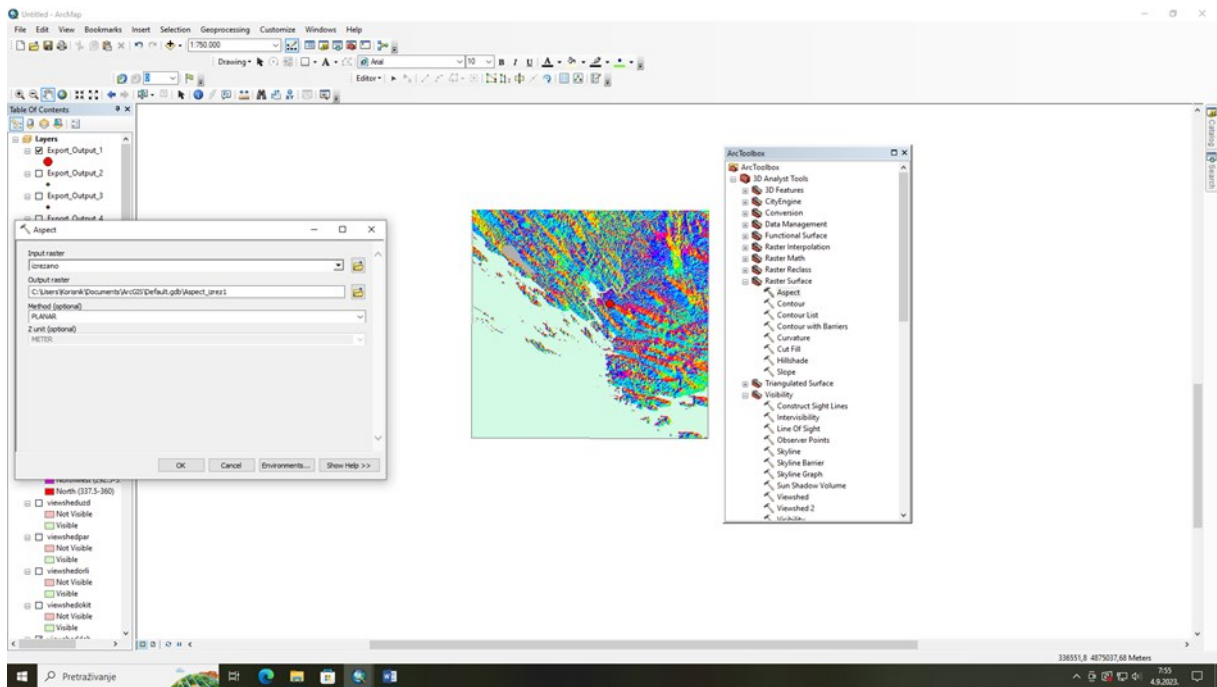 Untitled - ArcMap
File Edit View Bookmarks Insert Selection Geoprocessing Customize Windows Help
1:750.000
Drawing
Arial
10
B I U A
Editor
Table Of Contents
Layers
Export_Output_1
Export_Output_2
Export_Output_3
Export_Output_4
Aspect
Input raster
izrezano
Output raster
C:\Users\Korisnik\Documents\ArcGIS\Default.gdb\Aspect_izrez1
Method (optional)
PLANAR
Z unit (optional)
METER
OK Cancel Environments... Show Help >>
North (337.5-360)
viewsheduzd
Not Visible
Visible
viewshedpar
Not Visible
Visible
viewshedorli
Not Visible
Visible
viewshedokit
Not Visible
Visible
ArcToolbox
ArcToolbox
3D Analyst Tools
3D Features
CityEngine
Conversion
Data Management
Functional Surface
Raster Interpolation
Raster Math
Raster Reclass
Raster Surface
Aspect
Contour
Contour List
Contour with Barriers
Curvature
Cut Fill
Hillshade
Slope
Triangulated Surface
Visibility
Construct Sight Lines
Intervisibility
Line Of Sight
Observer Points
Skyline
Skyline Barrier
Skyline Graph
Sun Shadow Volume
Viewshed
Viewshed 2
Visibility
Catalog
Search
336551,8 4875037,68 Meters
Pretraživanje
7:55
4.9.2023.